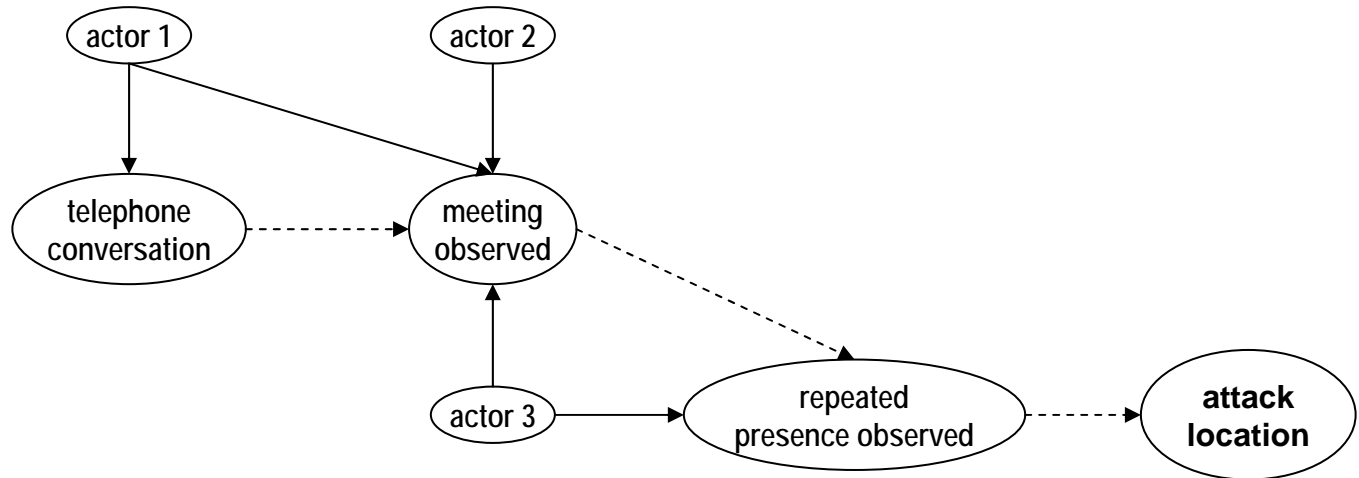 actor 1
actor 2
telephone
conversation
meeting
observed
actor 3
repeated
presence observed
attack
location